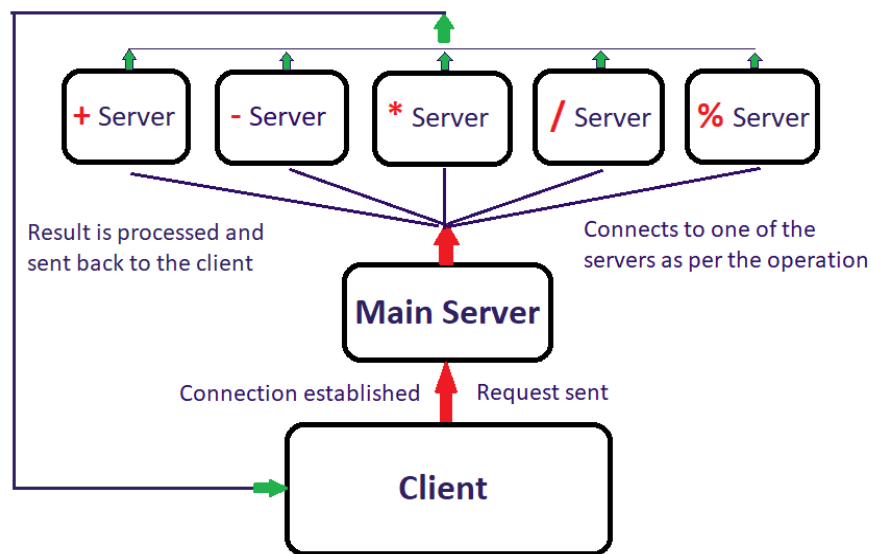 + Server
- Server
* Server
/ Server
% Server
Result is processed and
sent back to the client
Connects to one of the
servers as per the operation
Main Server
Connection established
Request sent
Client